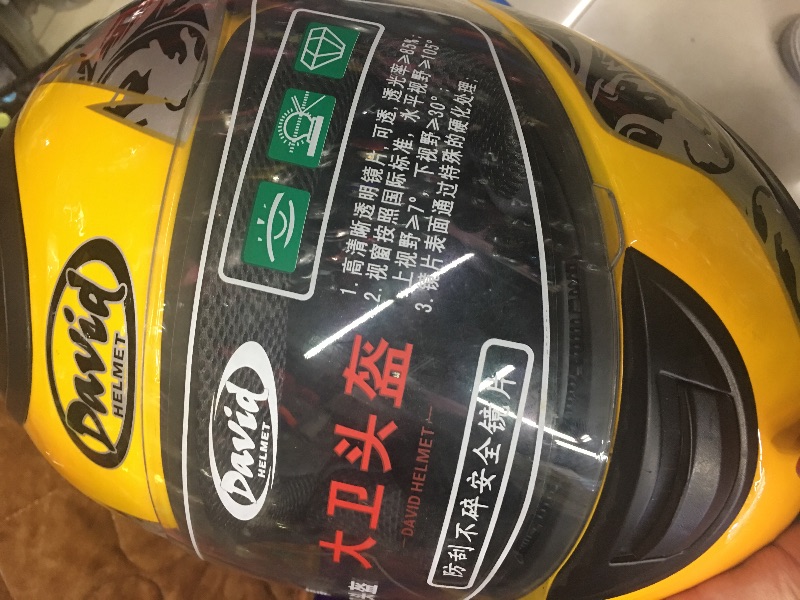 David
HELMET
David
HELMET
1. 高清晰透明镜片,可透,透光率≥85%;
2. 视窗按照国际标准,水平视野≥105°
上视野≥7°,下视野≥30°;
3. 镜片表面通过特殊的硬化处理;
大卫头盔
—DAVID HELMET—
防刮不碎安全镜片